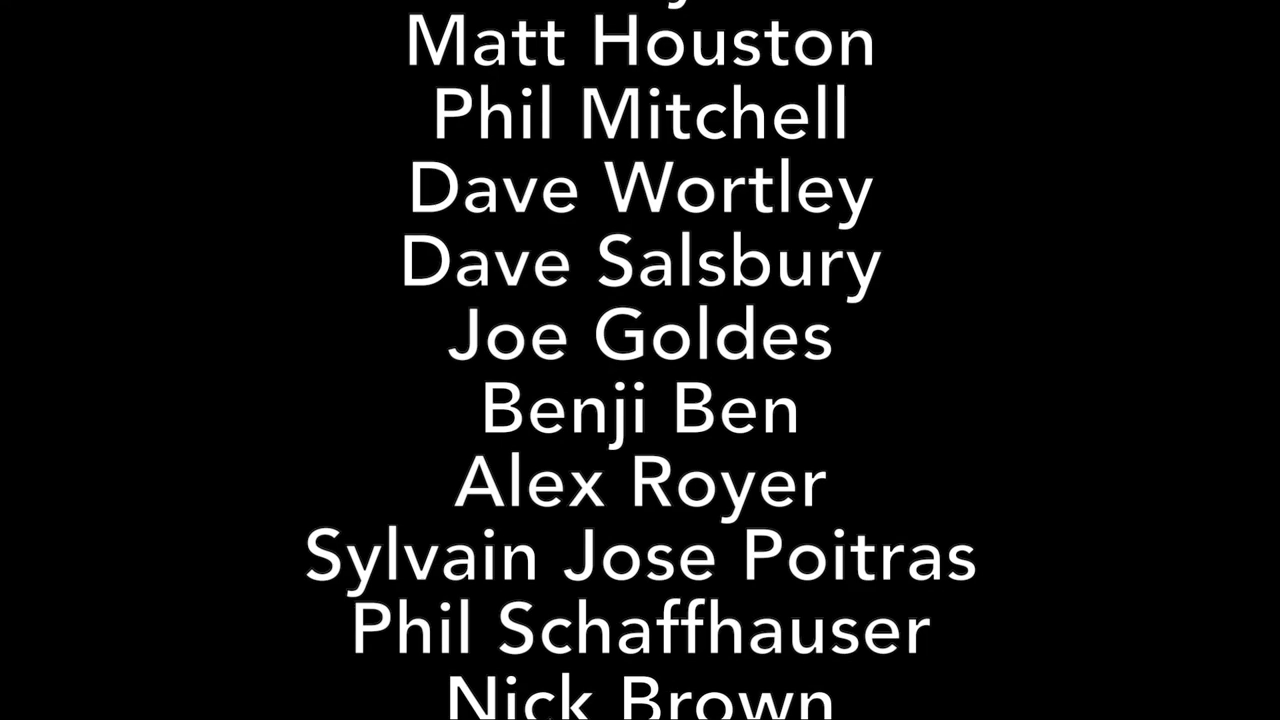 Matt Houston
Phil Mitchell
Dave Wortley
Dave Salsbury
Joe Goldes
Benji Ben
Alex Royer
Sylvain Jose Poitras
Phil Schaffhauser
Nick Brown